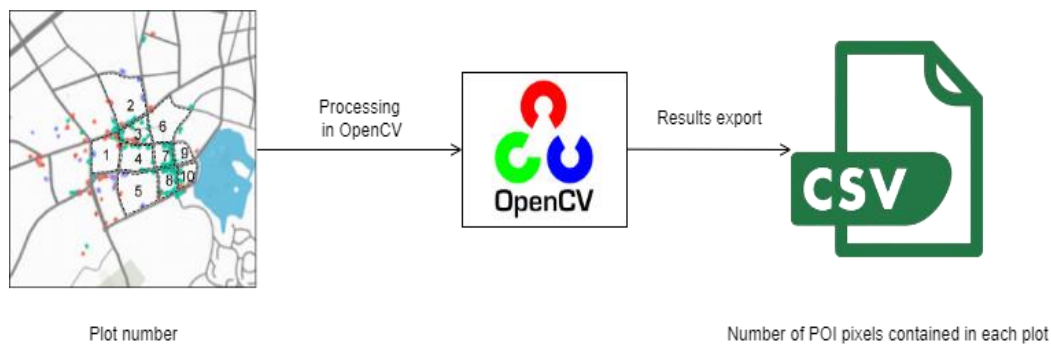 2
3
6
1
4
7
9
5
8
10
Processing
in OpenCV
OpenCV
Results export
CSV
Plot number
Number of POI pixels contained in each plot